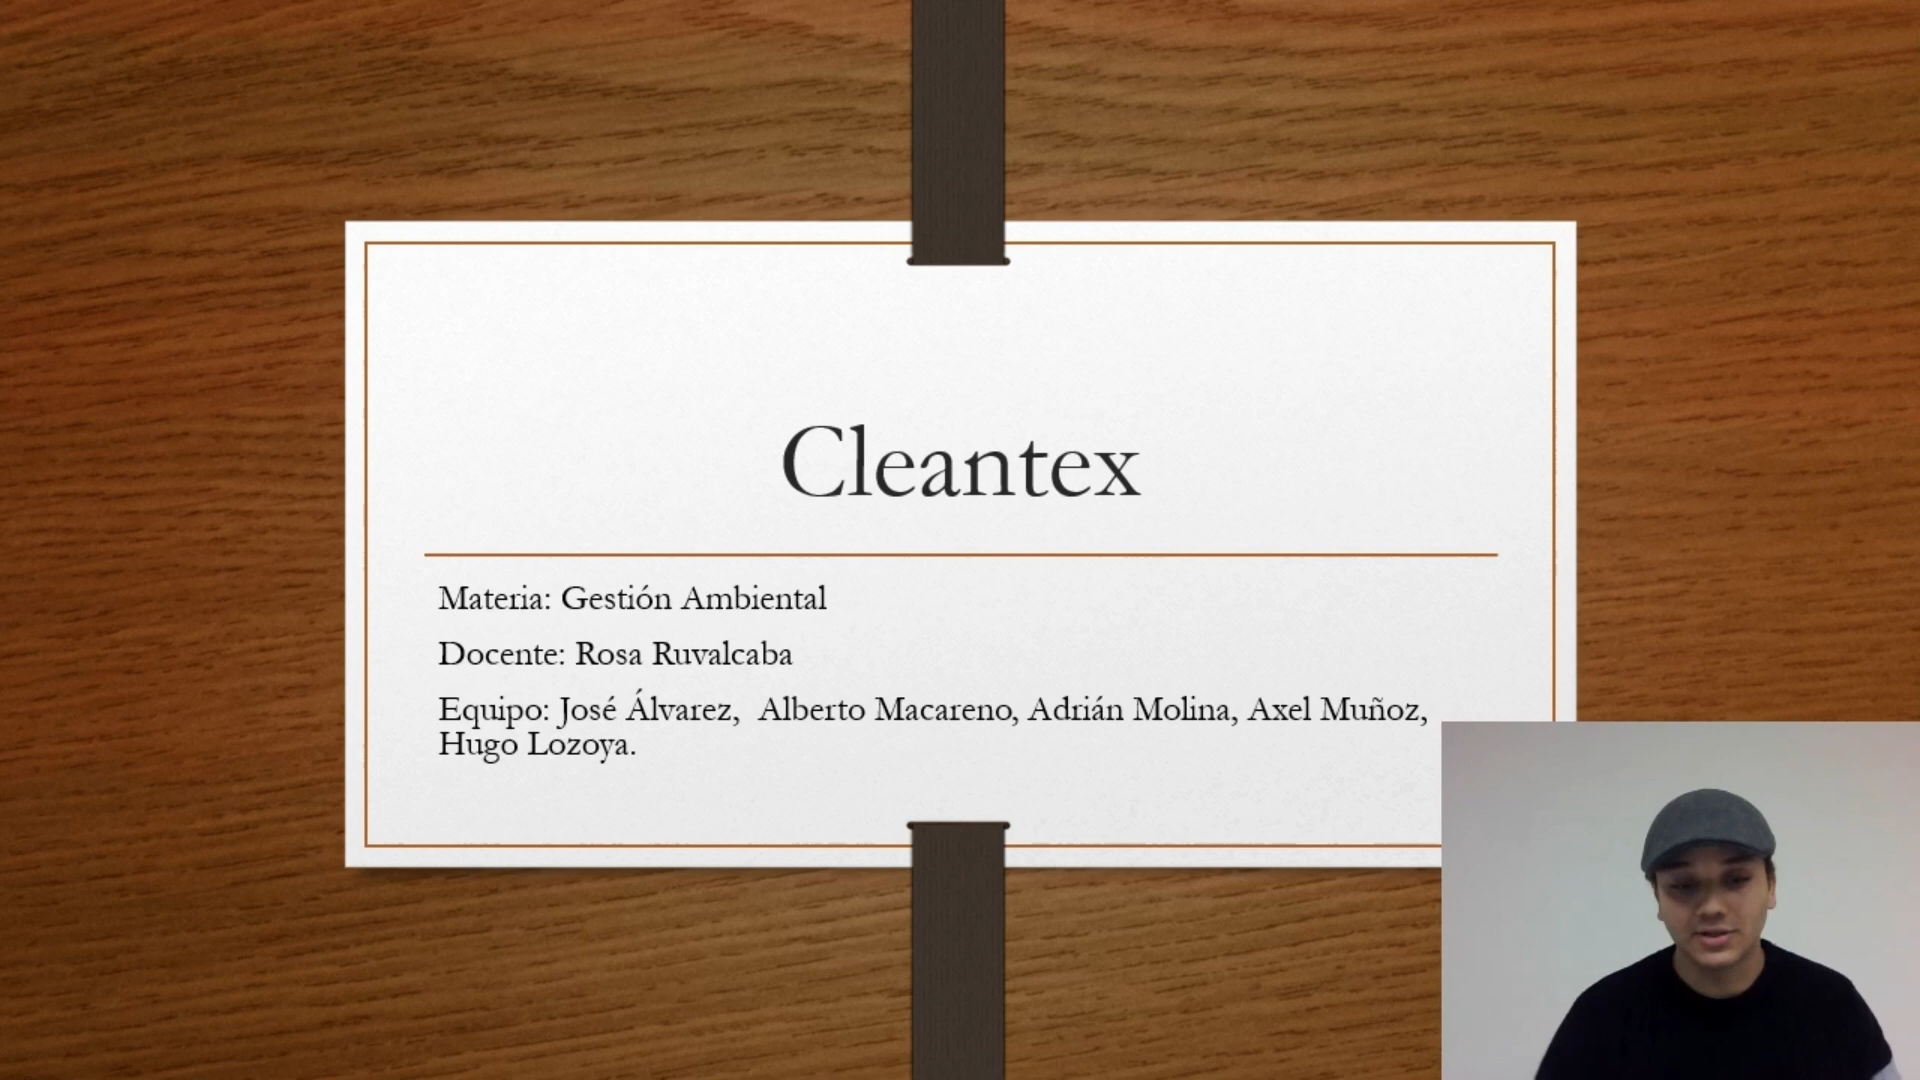 Cleantex
Materia: Gestión Ambiental
Docente: Rosa Ruvalcaba
Equipo: José Álvarez,  Alberto Macareno, Adrián Molina, Axel Muñoz,
Hugo Lozoya.